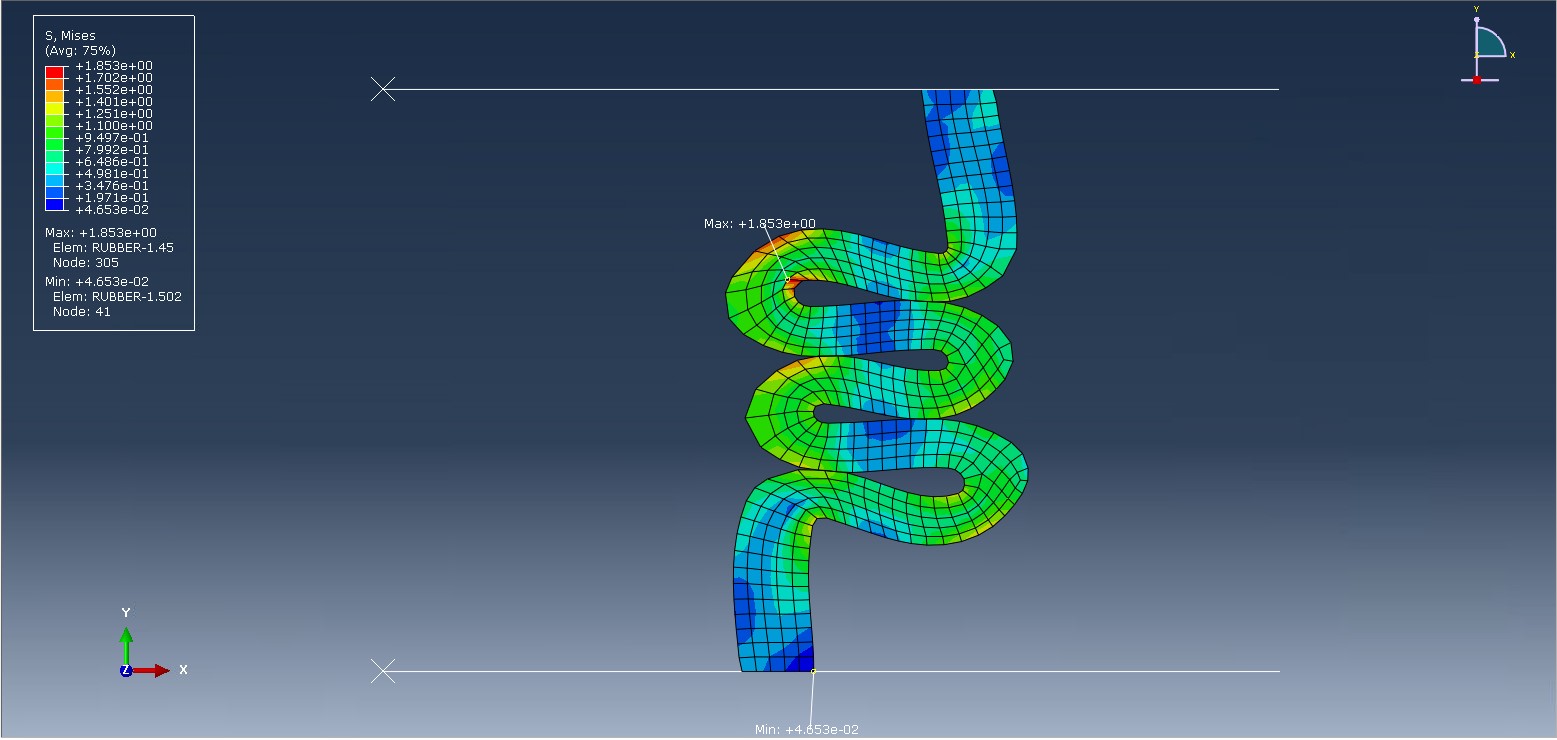 S, Mises
(Avg: 75%)
+1.853e+00
+1.702e+00
+1.552e+00
+1.401e+00
+1.251e+00
+1.100e+00
+9.497e-01
+7.992e-01
+6.486e-01
+4.981e-01
+3.476e-01
+1.971e-01
+4.653e-02
Max: +1.853e+00
Elem: RUBBER-1.45
Node: 305
Min: +4.653e-02
Elem: RUBBER-1.502
Node: 41
Y
X
Z
Max: +1.853e+00
Y
X
Z
Min: +4.653e-02